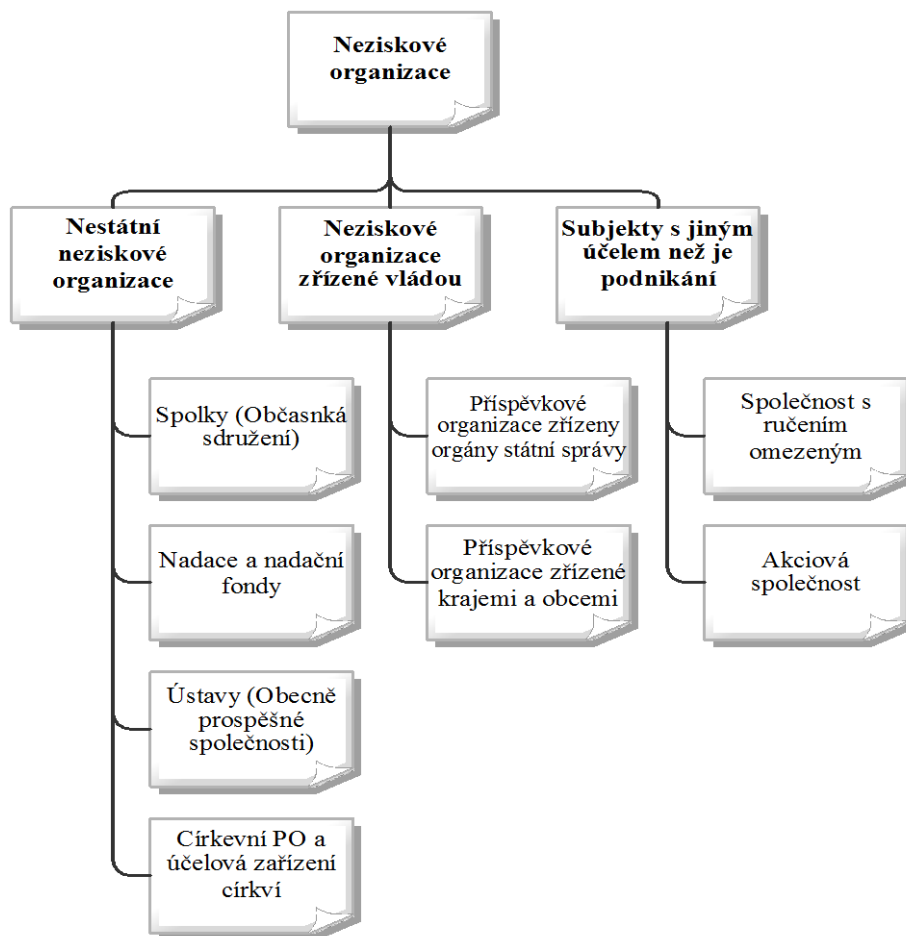 Neziskové
organizace
Nestátní
neziskové
organizace
Neziskové
organizace
zřízené vládou
Subjekty s jiným
účelem než je
podnikání
Spolky (Občasnká
sdružení)
Nadace a nadační
fondy
Ústavy (Obecně
prospěšné
společnosti)
Církevní PO a
účelová zařízení
církví
Příspěvkové
organizace zřízeny
orgány státní správy
Příspěvkové
organizace zřízené
krajemi a obcemi
Společnost s
ručením
omezeným
Akciová
společnost